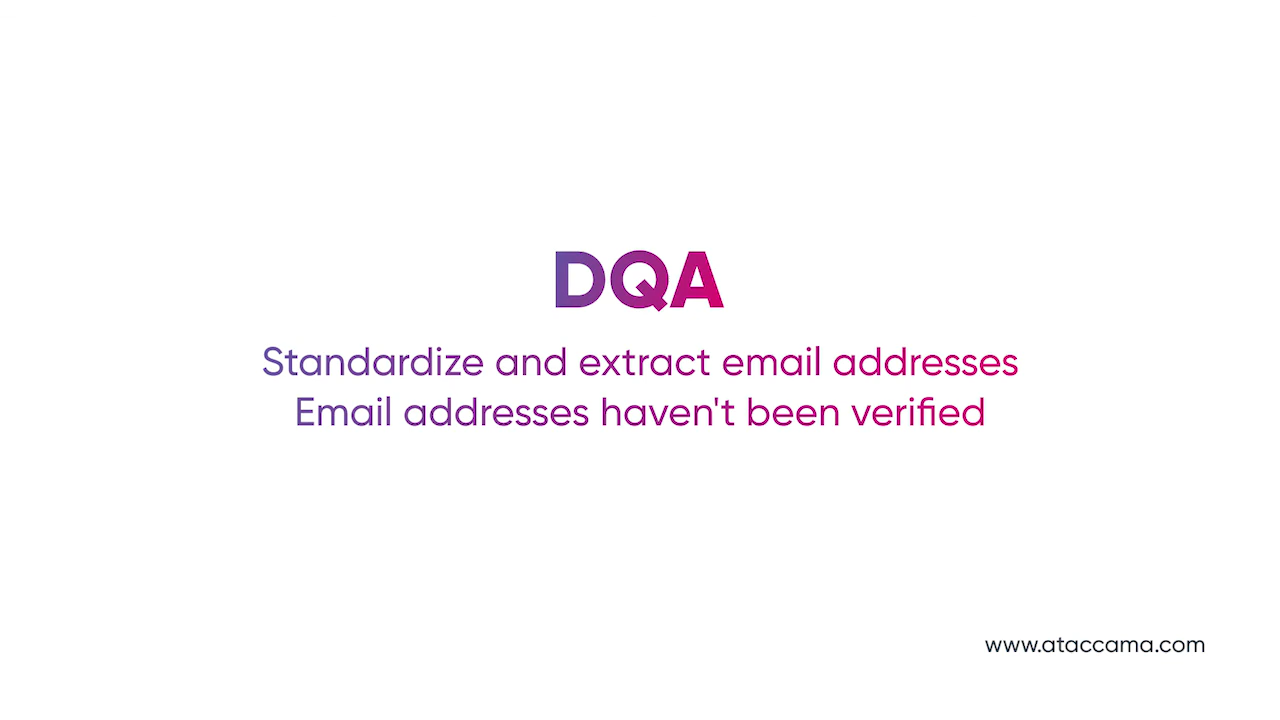 DQA
Standardize and extract email addresses
Email addresses haven't been verified
www.ataccama.com